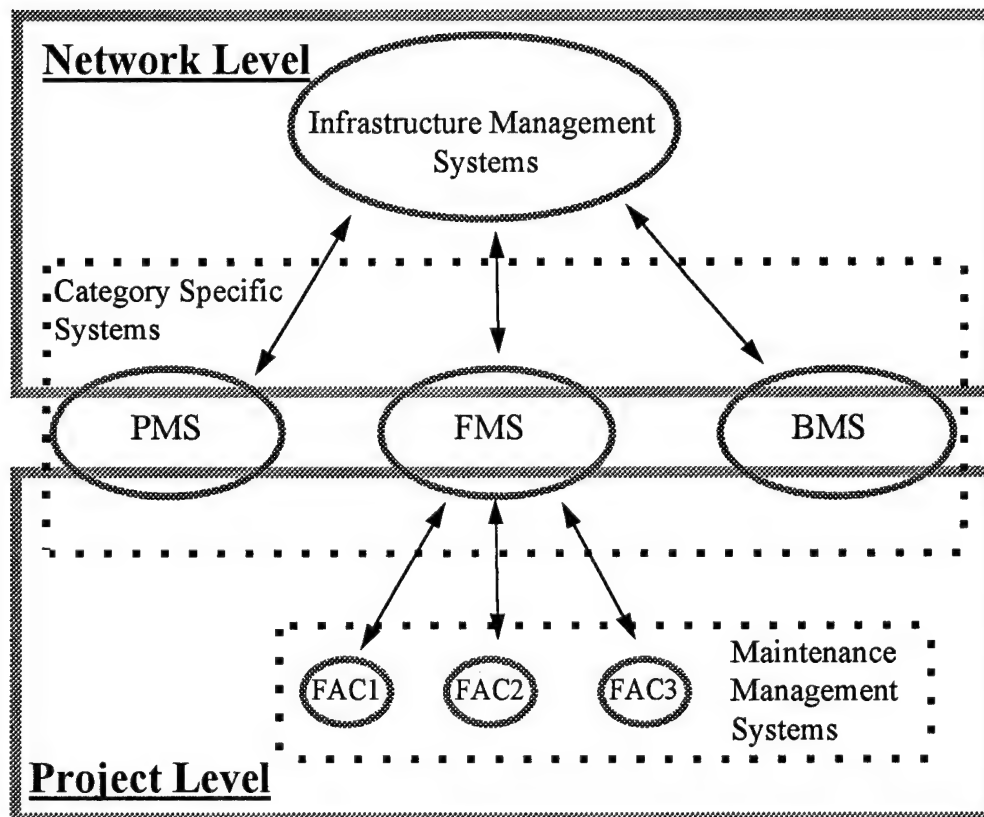 Network Level
Infrastructure Management
Systems
Category Specific
Systems
PMS
FMS
BMS
FAC1
FAC2
FAC3
Maintenance
Management
Systems
Project Level